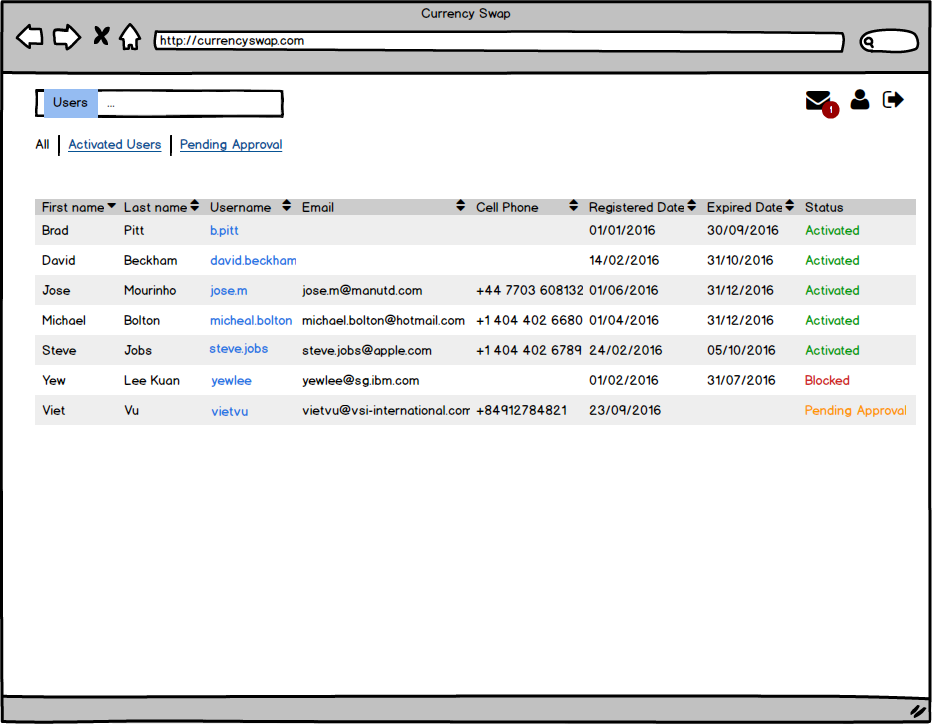 Currency Swap
http://currencyswap.com
Users ...
1
All Activated Users Pending Approval
First name Last name Username Email Cell Phone Registered Date Expired Date Status
Brad Pitt b.pitt 01/01/2016 30/09/2016 Activated
David Beckham david.beckham 14/02/2016 31/10/2016 Activated
Jose Mourinho jose.m jose.m@manutd.com +44 7703 608132 01/06/2016 31/12/2016 Activated
Michael Bolton micheal.bolton michael.bolton@hotmail.com +1 404 402 6680 01/04/2016 31/12/2016 Activated
Steve Jobs steve.jobs steve.jobs@apple.com +1 404 402 6789 24/02/2016 05/10/2016 Activated
Yew Lee Kuan yewlee yewlee@sg.ibm.com 01/02/2016 31/07/2016 Blocked
Viet Vu vietvu vietvu@vsi-international.com +84912784821 23/09/2016 Pending Approval